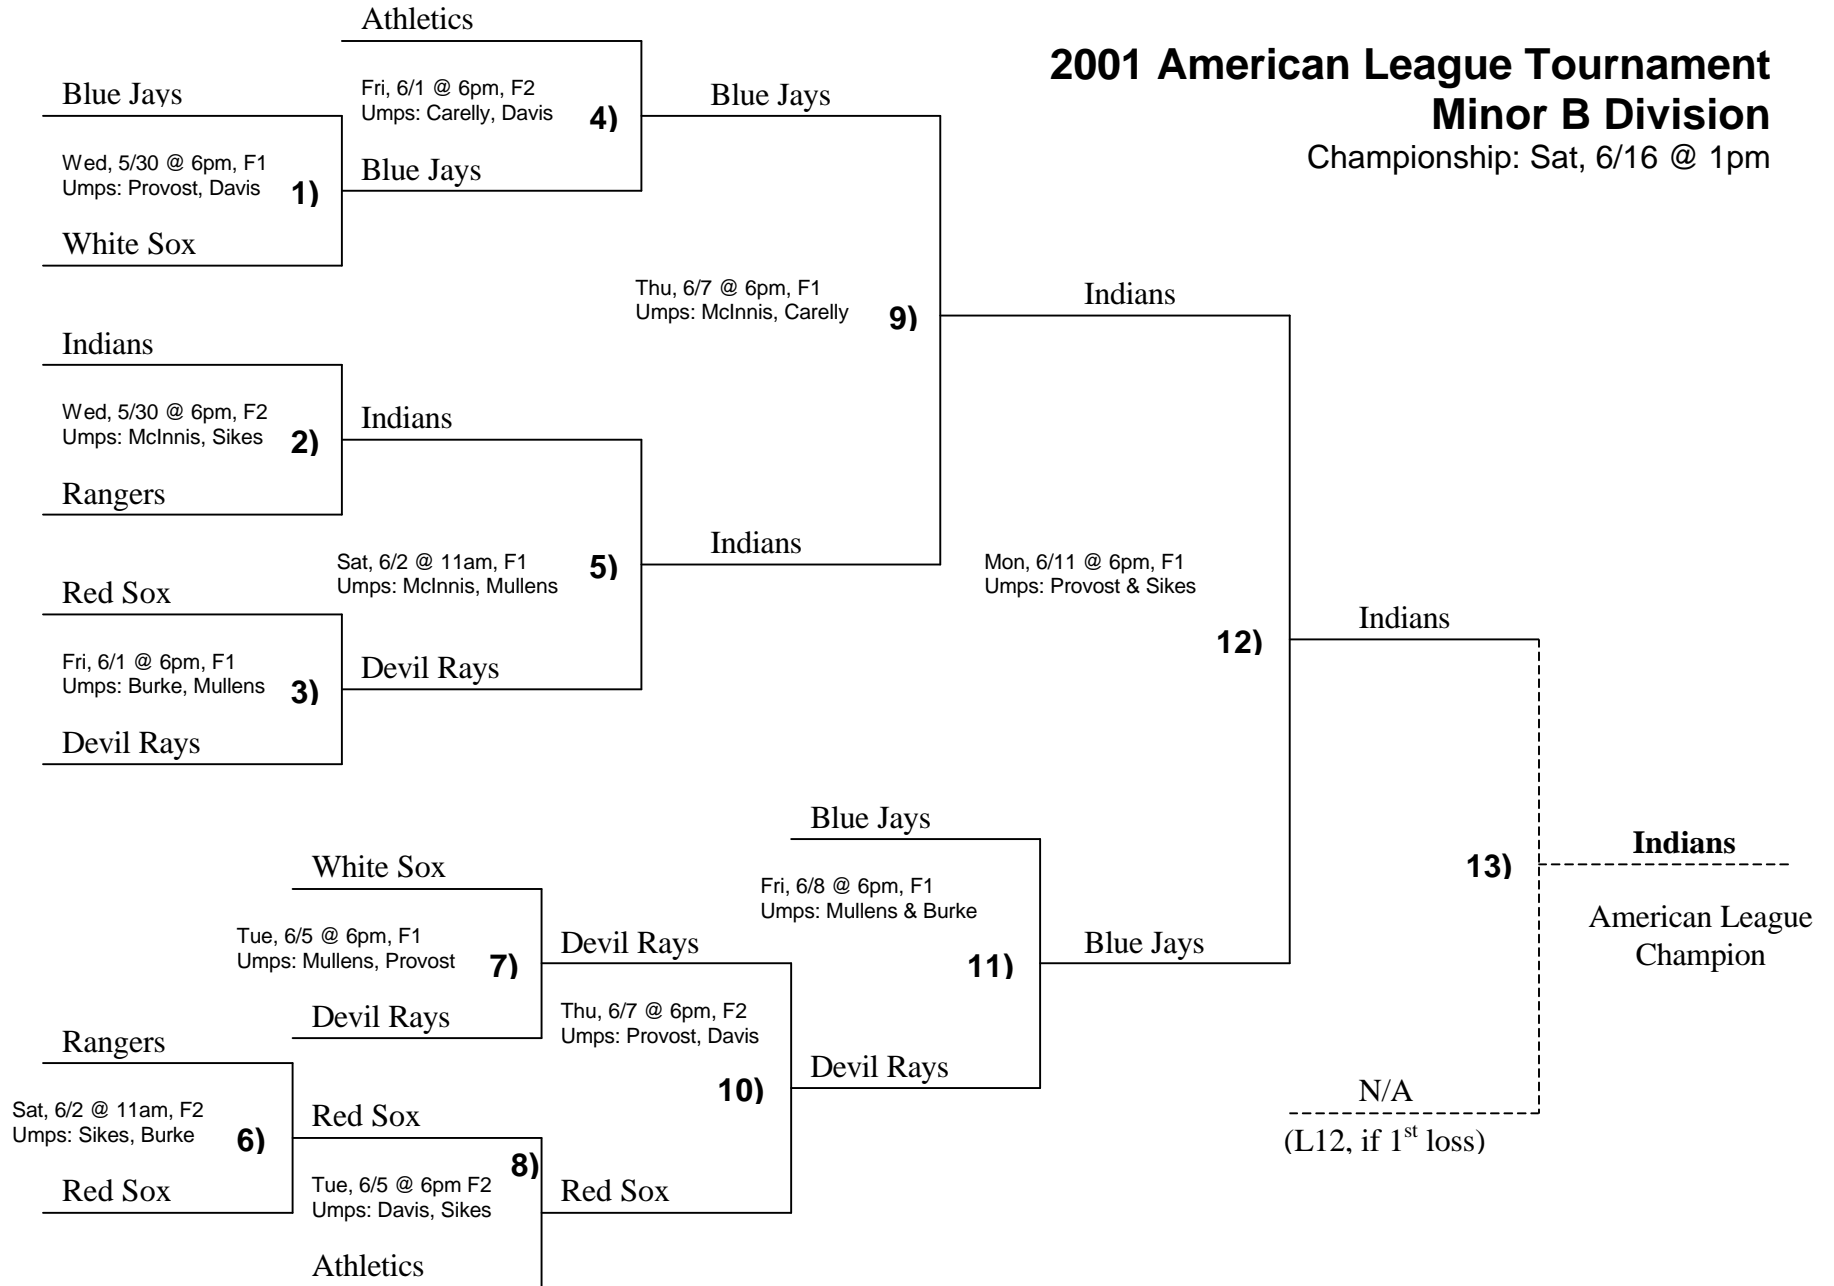 2001 American League Tournament
Minor B Division
Championship: Sat, 6/16 @ 1pm
Athletics
Blue Jays
Fri, 6/1 @ 6pm, F2
Umps: Carelly, Davis
4)
Blue Jays
Wed, 5/30 @ 6pm, F1
Umps: Provost, Davis
1)
Blue Jays
White Sox
Thu, 6/7 @ 6pm, F1
Umps: McInnis, Carelly
9)
Indians
Indians
Wed, 5/30 @ 6pm, F2
Umps: McInnis, Sikes
2)
Indians
Rangers
Sat, 6/2 @ 11am, F1
Umps: McInnis, Mullens
5)
Indians
Mon, 6/11 @ 6pm, F1
Umps: Provost & Sikes
12)
Indians
Red Sox
Fri, 6/1 @ 6pm, F1
Umps: Burke, Mullens
3)
Devil Rays
Devil Rays
Blue Jays
White Sox
Fri, 6/8 @ 6pm, F1
Umps: Mullens & Burke
11)
Blue Jays
13)
Indians
American League
Champion
Tue, 6/5 @ 6pm, F1
Umps: Mullens, Provost
7)
Devil Rays
Devil Rays
Thu, 6/7 @ 6pm, F2
Umps: Provost, Davis
10)
Devil Rays
Rangers
Sat, 6/2 @ 11am, F2
Umps: Sikes, Burke
6)
Red Sox
N/A
(L12, if 1st loss)
Red Sox
Tue, 6/5 @ 6pm F2
Umps: Davis, Sikes
8)
Red Sox
Athletics